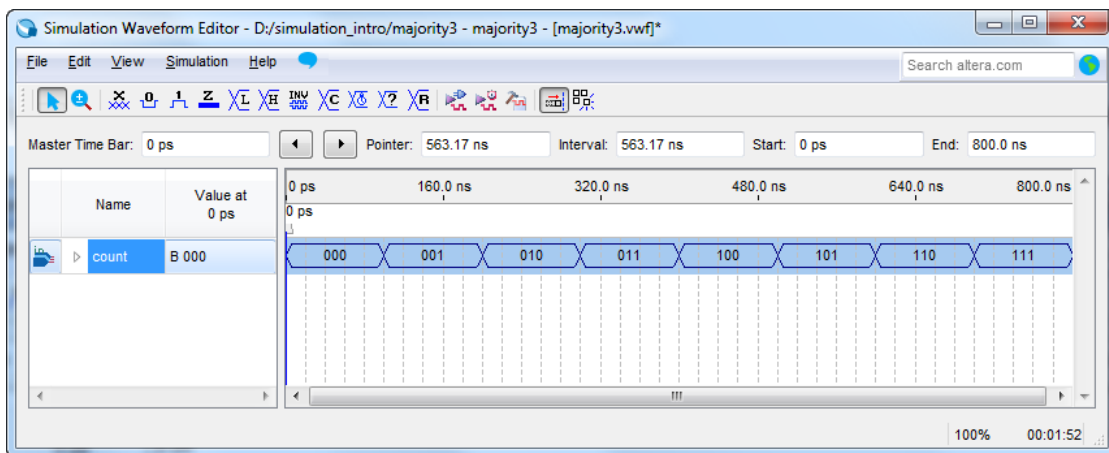 Simulation Waveform Editor - D:/simulation_intro/majority3 - majority3 - [majority3.vwf]*
File Edit View Simulation Help Search altera.com
Master Time Bar: 0 ps Pointer: 563.17 ns Interval: 563.17 ns Start: 0 ps End: 800.0 ns
Name Value at 0 ps
0 ps 160.0 ns 320.0 ns 480.0 ns 640.0 ns 800.0 ns
0 ps
count B 000 000 001 010 011 100 101 110 111
100% 00:01:52